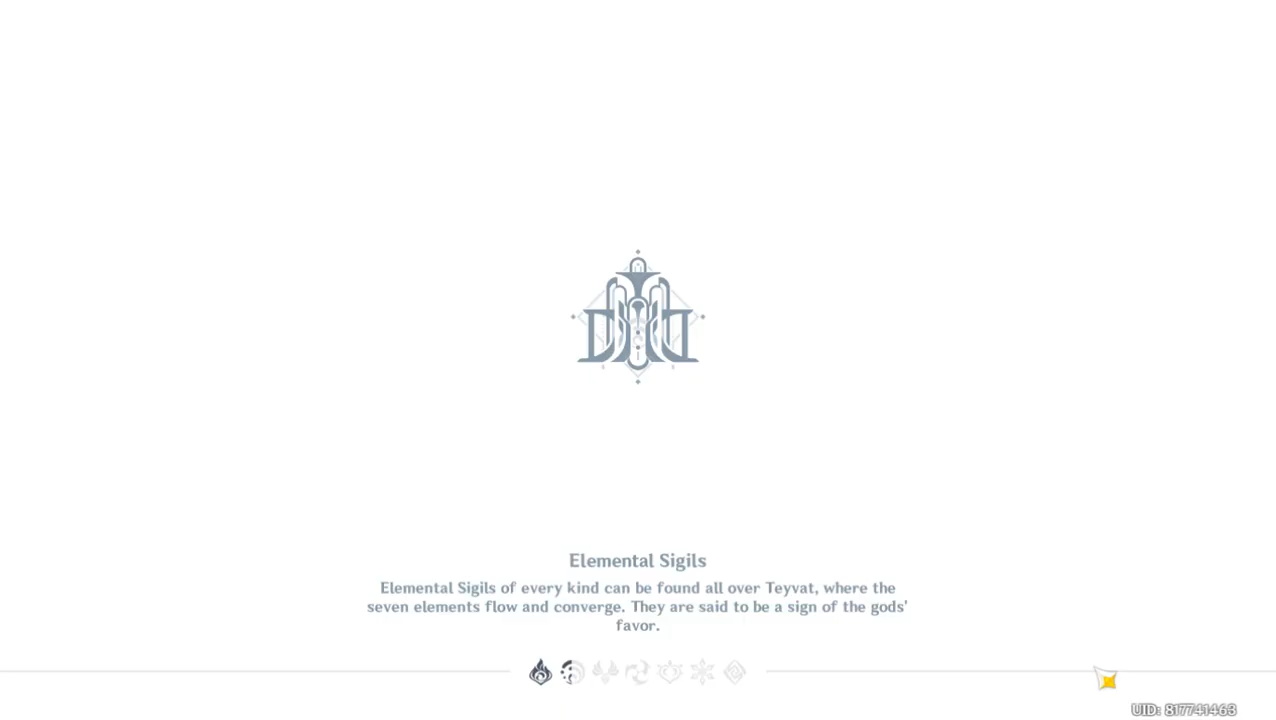 Elemental Sigils
Elemental Sigils of every kind can be found all over Teyvat, where the
seven elements flow and converge. They are said to be a sign of the gods'
favor.
UID: 817741463